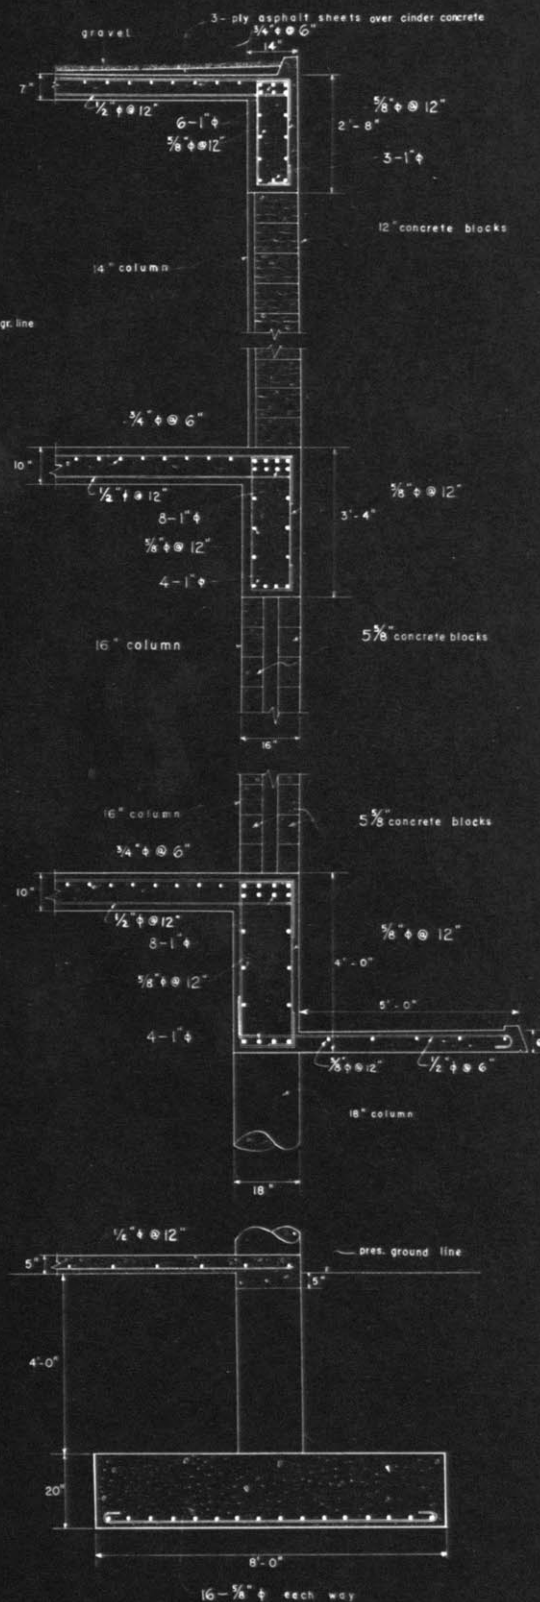 3-ply asphalt sheets over cinder concrete
gravel
¾"ɸ@6"
14"
7"
½"ɸ@12"
⅝"ɸ@12"
6-1"ɸ
2'-8"
⅝"ɸ@12"
3-1"ɸ
12" concrete blocks
14" column
gr. line
¾"ɸ@6"
10"
½"ɸ@12"
⅝"ɸ@12"
8-1"ɸ
3'-4"
⅝"ɸ@12"
4-1"ɸ
16" column
5⅝" concrete blocks
16"
16" column
5⅝" concrete blocks
¾"ɸ@6"
10"
½"ɸ@12"
⅝"ɸ@12"
8-1"ɸ
4'-0"
⅝"ɸ@12"
5'-0"
4-1"ɸ
⅜"ɸ@12"
½"ɸ@6"
18" column
18"
½"ɸ@12"
pres. ground line
5"
5"
4'-0"
20"
8'-0"
16-⅝"ɸ each way